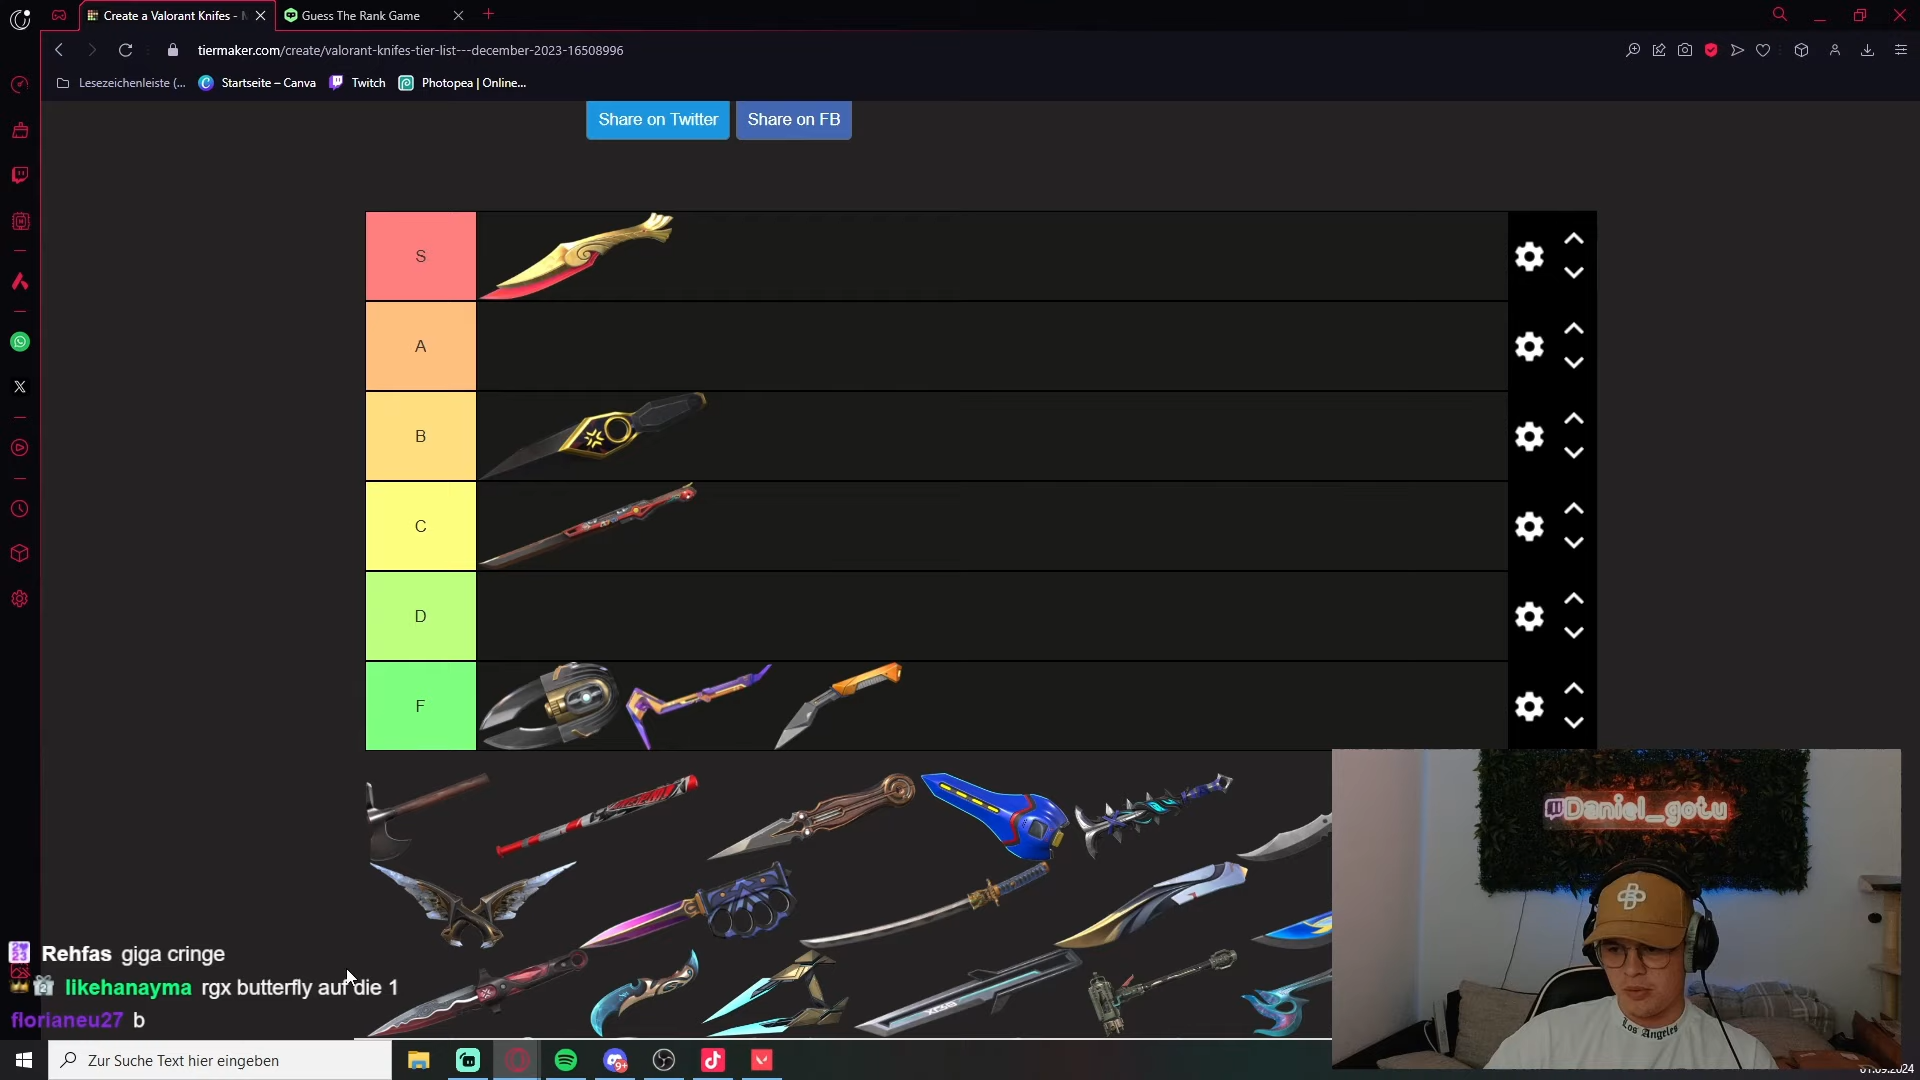 Create a Valorant Knifes -
Guess The Rank Game
tiermaker.com/create/valorant-knifes-tier-list---december-2023-16508996
Lesezeichenleiste (...
Startseite – Canva
Twitch
Photopea | Online...
Share on Twitter
Share on FB
S
A
B
C
D
F
@Daniel_gotu
Los Angeles
Rehfas giga cringe
likehanayma rgx butterfly auf die 1
florianeu27 b
Zur Suche Text hier eingeben